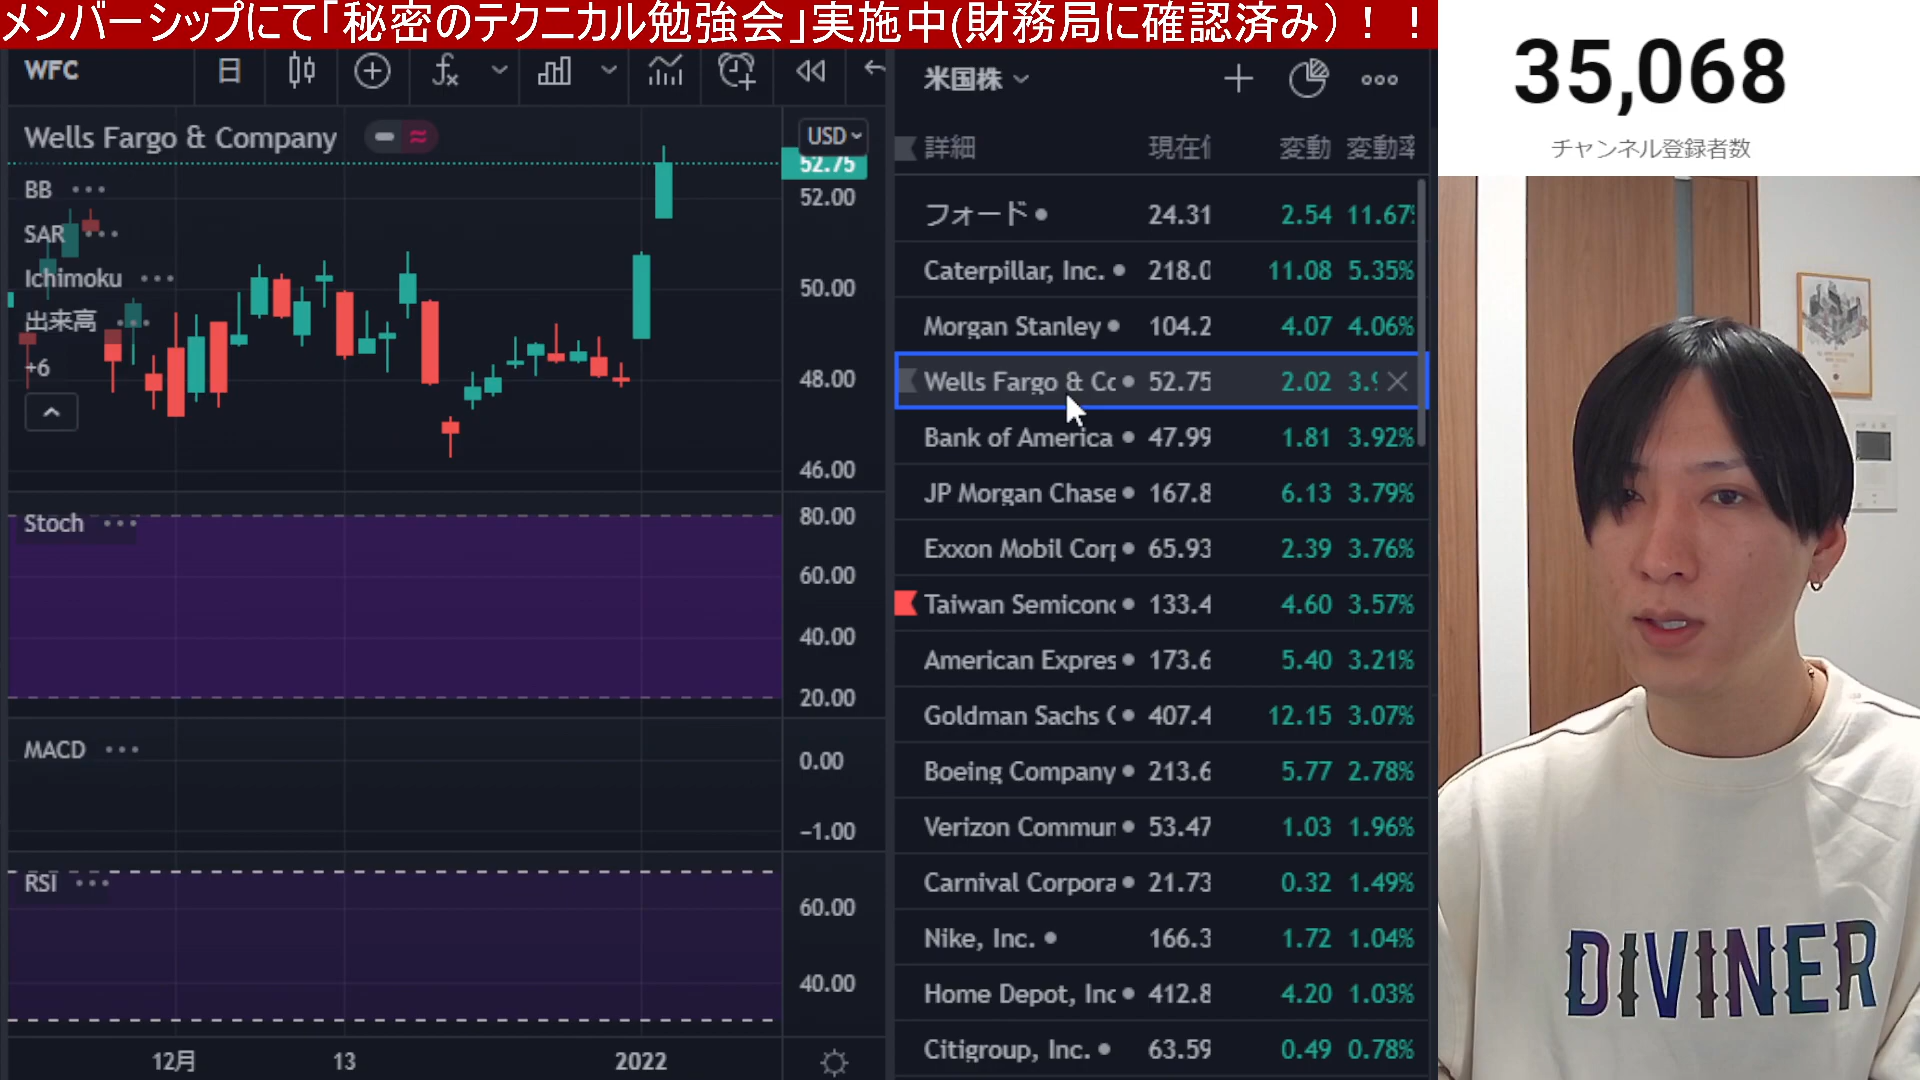 メンバーシップにて「秘密のテクニカル勉強会」実施中(財務局に確認済み)！！
35,068
チャンネル登録者数
WFC
日
Wells Fargo & Company
USD
52.75
52.00
50.00
48.00
46.00
BB
SAR
Ichimoku
出来高
+6
Stoch
80.00
60.00
40.00
20.00
MACD
0.00
−1.00
RSI
60.00
40.00
12月 13 2022
米国株
詳細 現在 変動 変動率
フォード 24.31 2.54 11.67%
Caterpillar, Inc. 218.0 11.08 5.35%
Morgan Stanley 104.2 4.07 4.06%
Wells Fargo & Co 52.75 2.02 3.9
Bank of America 47.99 1.81 3.92%
JP Morgan Chase 167.8 6.13 3.79%
Exxon Mobil Corp 65.93 2.39 3.76%
Taiwan Semicond 133.4 4.60 3.57%
American Expres 173.6 5.40 3.21%
Goldman Sachs 407.4 12.15 3.07%
Boeing Company 213.6 5.77 2.78%
Verizon Commun 53.47 1.03 1.96%
Carnival Corpora 21.73 0.32 1.49%
Nike, Inc. 166.3 1.72 1.04%
Home Depot, Inc 412.8 4.20 1.03%
Citigroup, Inc. 63.59 0.49 0.78%
DIVINER